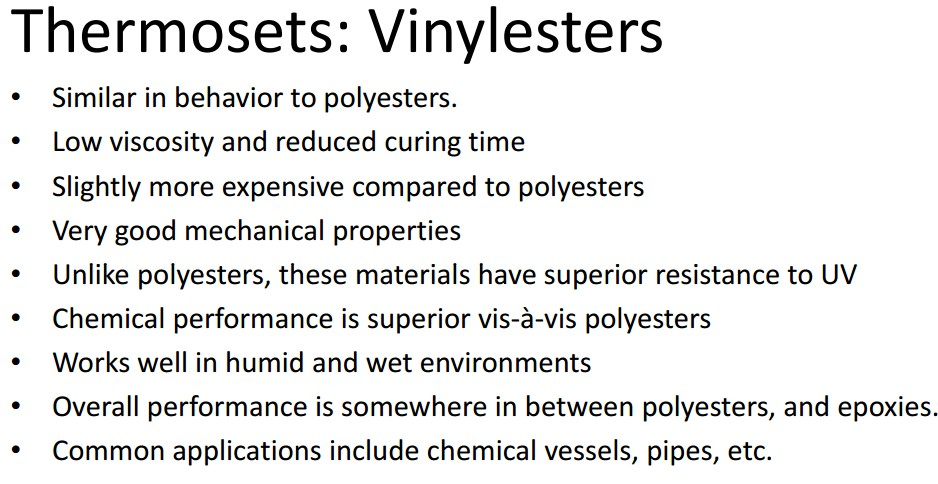 Thermosets: Vinylesters
• Similar in behavior to polyesters.
• Low viscosity and reduced curing time
• Slightly more expensive compared to polyesters
• Very good mechanical properties
• Unlike polyesters, these materials have superior resistance to UV
• Chemical performance is superior vis-à-vis polyesters
• Works well in humid and wet environments
• Overall performance is somewhere in between polyesters, and epoxies.
• Common applications include chemical vessels, pipes, etc.